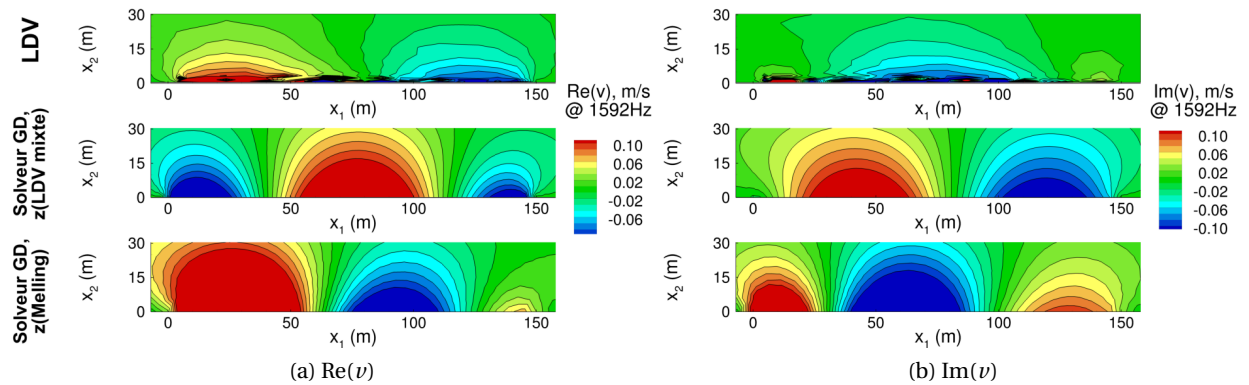 LDV
x2 (m)
30
15
0
0 50 100 150
x1 (m)
x2 (m)
30
15
0
0 50 100 150
x1 (m)
Re(v), m/s
@ 1592Hz
0.10
0.06
0.02
-0.02
-0.06
Im(v), m/s
@ 1592Hz
0.10
0.06
0.02
-0.02
-0.06
-0.10
Solveur GD,
z(LDV mixte)
x2 (m)
30
15
0
0 50 100 150
x1 (m)
x2 (m)
30
15
0
0 50 100 150
x1 (m)
Solveur GD,
z(Melling)
x2 (m)
30
15
0
0 50 100 150
x1 (m)
x2 (m)
30
15
0
0 50 100 150
x1 (m)
(a) Re(v)
(b) Im(v)